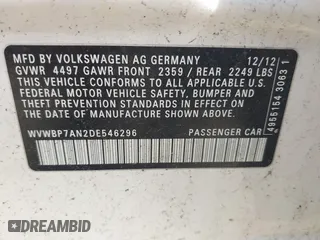 MFD BY VOLKSWAGEN AG GERMANY 12/12
GVWR 4497 GAWR FRONT 2359 / REAR 2249 LBS
THIS VEHICLE CONFORMS TO ALL APPLICABLE
FEDERAL MOTOR VEHICLE SAFETY, BUMPER AND
THEFT PREVENTION STANDARDS IN EFFECT ON THE
DATE OF MANUFACTURE SHOWN ABOVE.
WVWBP7AN2DE546296 PASSENGER CAR
4955154 30631
AUTOBIDMASTER